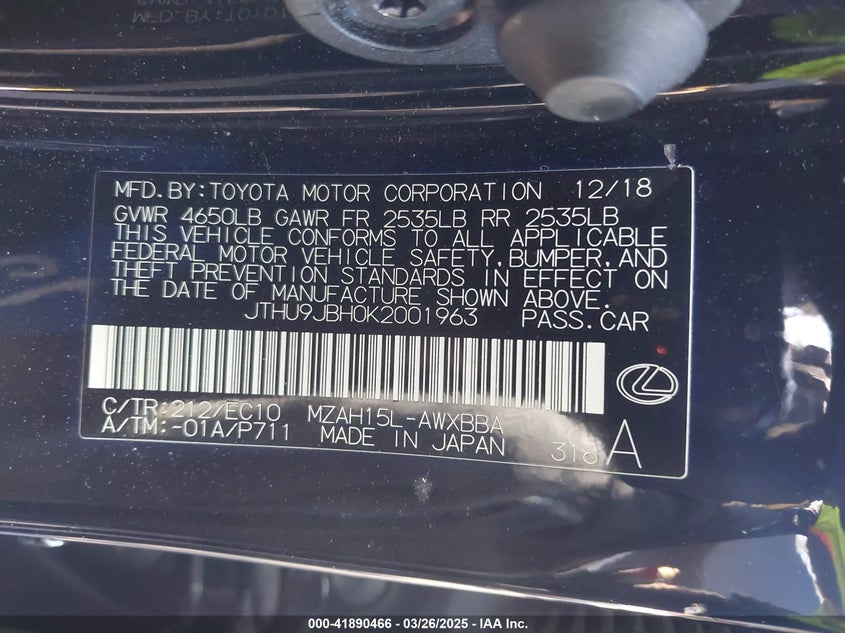 MFD.BY:TOYOTA MOTOR CORPORATION 12/18
GVWR 4650LB GAWR FR 2535LB RR 2535LB
THIS VEHICLE CONFORMS TO ALL APPLICABLE
FEDERAL MOTOR VEHICLE SAFETY,BUMPER,AND
THEFT PREVENTION STANDARDS IN EFFECT ON
THE DATE OF MANUFACTURE SHOWN ABOVE.
JTHU9JBH0K2001963 PASS.CAR
C/TR:212/EC10 MZAH15L-AWXBBA
A/TM:-01A/P711 MADE IN JAPAN 318 A
000-41890466 - 03/26/2025 - IAA Inc.